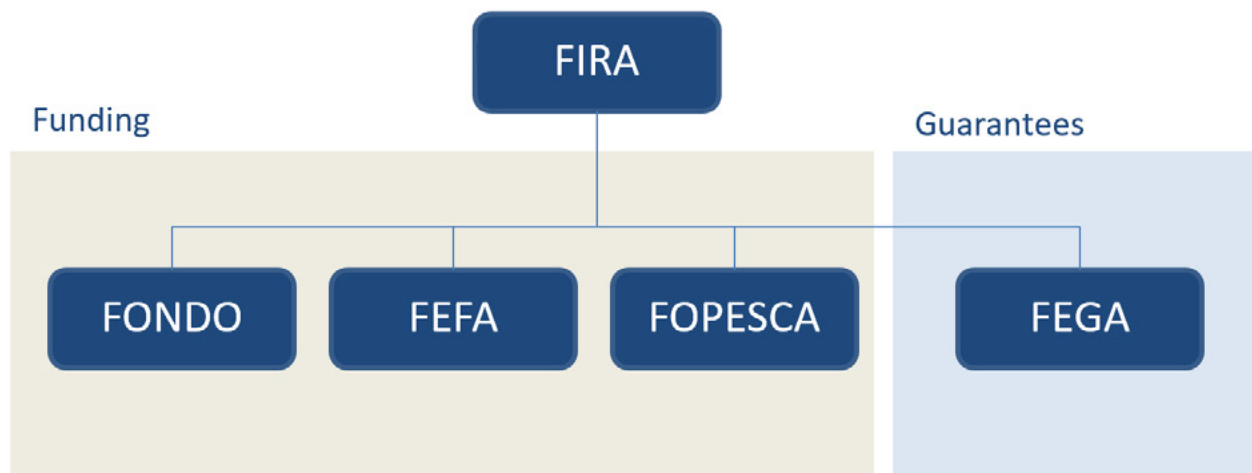 FIRA
Funding
Guarantees
FONDO
FEFA
FOPESCA
FEGA